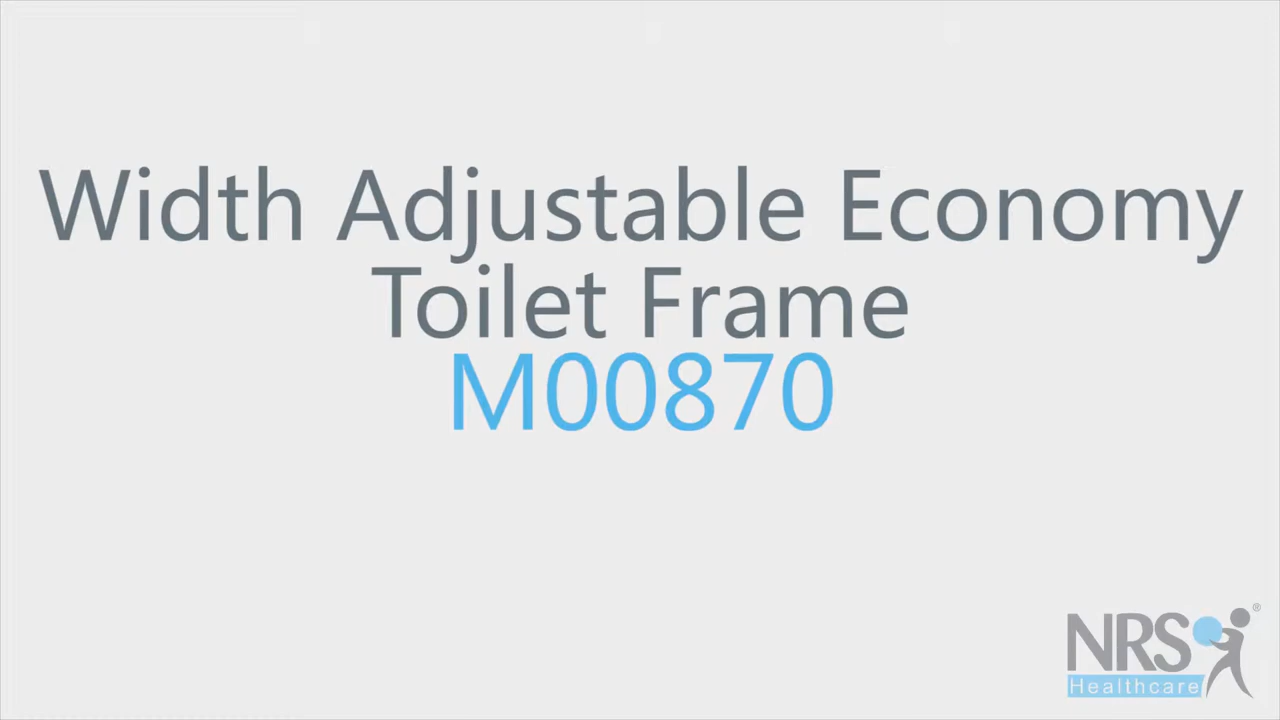 Width Adjustable Economy
Toilet Frame
M00870
NRS®
Healthcare